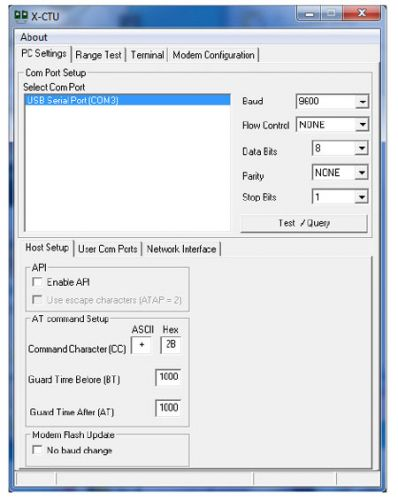 X-CTU
About
PC Settings Range Test Terminal Modem Configuration
Com Port Setup
Select Com Port
USB Serial Port (COM3)
Baud 9600
Flow Control NONE
Data Bits 8
Parity NONE
Stop Bits 1
Test / Query
Host Setup User Com Ports Network Interface
API
Enable API
Use escape characters (ATAP = 2)
AT command Setup
ASCII Hex
Command Character (CC) + 2B
Guard Time Before (BT) 1000
Guard Time After (AT) 1000
Modem Flash Update
No baud change